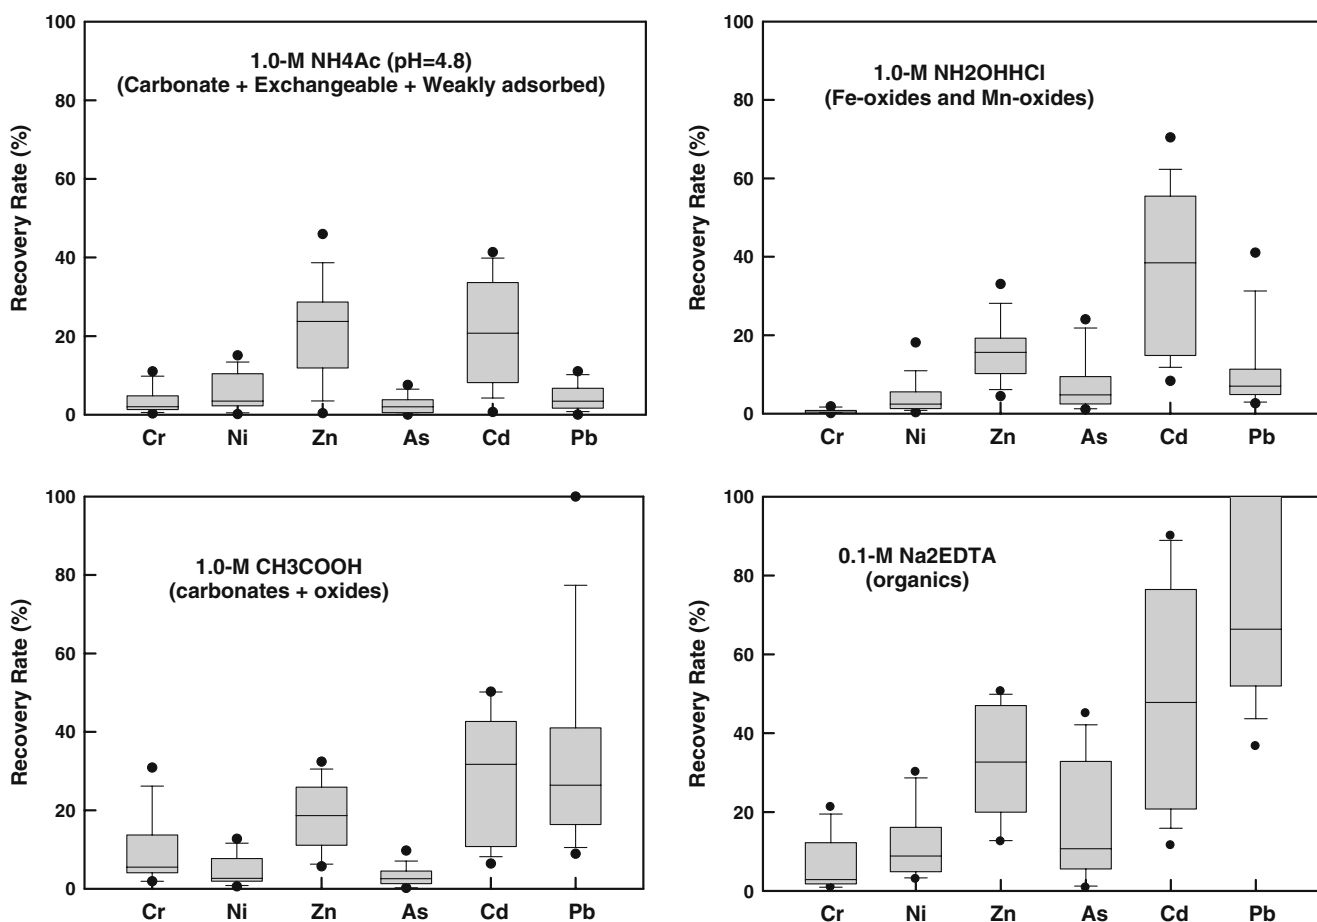 1.0-M NH4Ac (pH=4.8)
(Carbonate + Exchangeable + Weakly adsorbed)
Recovery Rate (%)
100
80
60
40
20
0
Cr Ni Zn As Cd Pb
1.0-M NH2OHHCl
(Fe-oxides and Mn-oxides)
Recovery Rate (%)
100
80
60
40
20
0
Cr Ni Zn As Cd Pb
1.0-M CH3COOH
(carbonates + oxides)
Recovery Rate (%)
100
80
60
40
20
0
Cr Ni Zn As Cd Pb
0.1-M Na2EDTA
(organics)
Recovery Rate (%)
100
80
60
40
20
0
Cr Ni Zn As Cd Pb